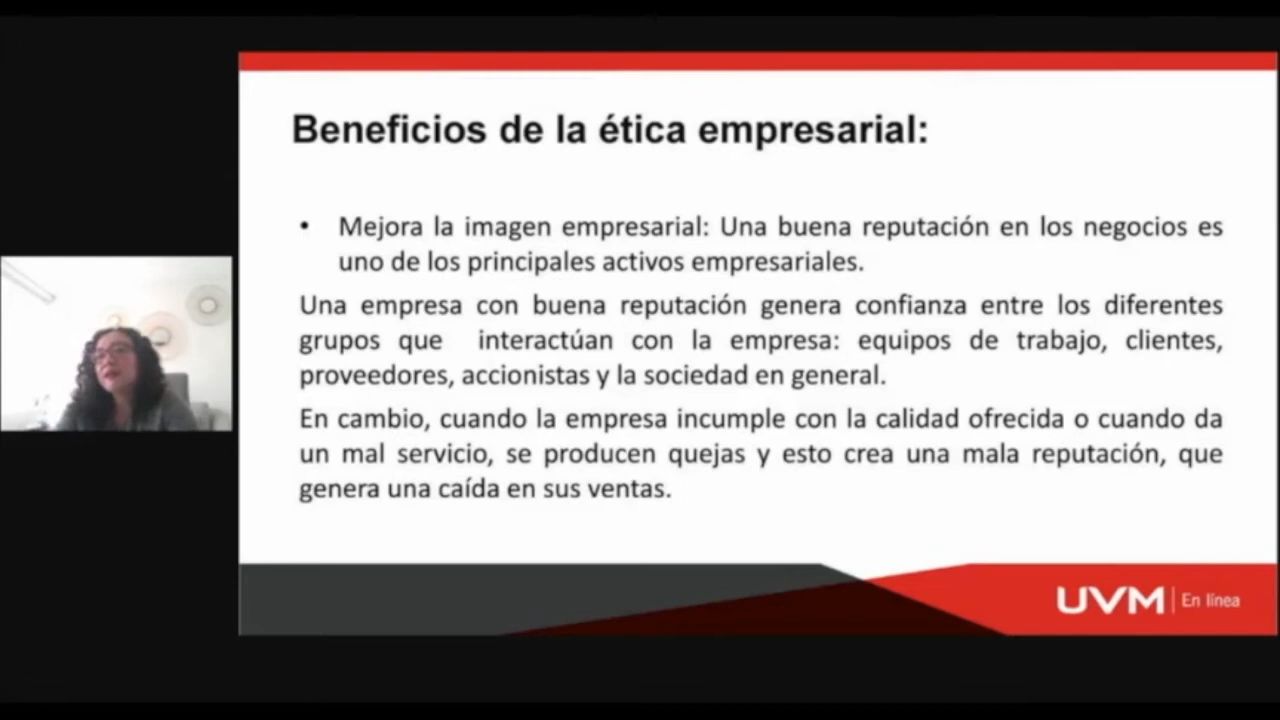 Beneficios de la ética empresarial:
• Mejora la imagen empresarial: Una buena reputación en los negocios es
uno de los principales activos empresariales.
Una empresa con buena reputación genera confianza entre los diferentes
grupos que interactúan con la empresa: equipos de trabajo, clientes,
proveedores, accionistas y la sociedad en general.
En cambio, cuando la empresa incumple con la calidad ofrecida o cuando da
un mal servicio, se producen quejas y esto crea una mala reputación, que
genera una caída en sus ventas.
UVM | En línea